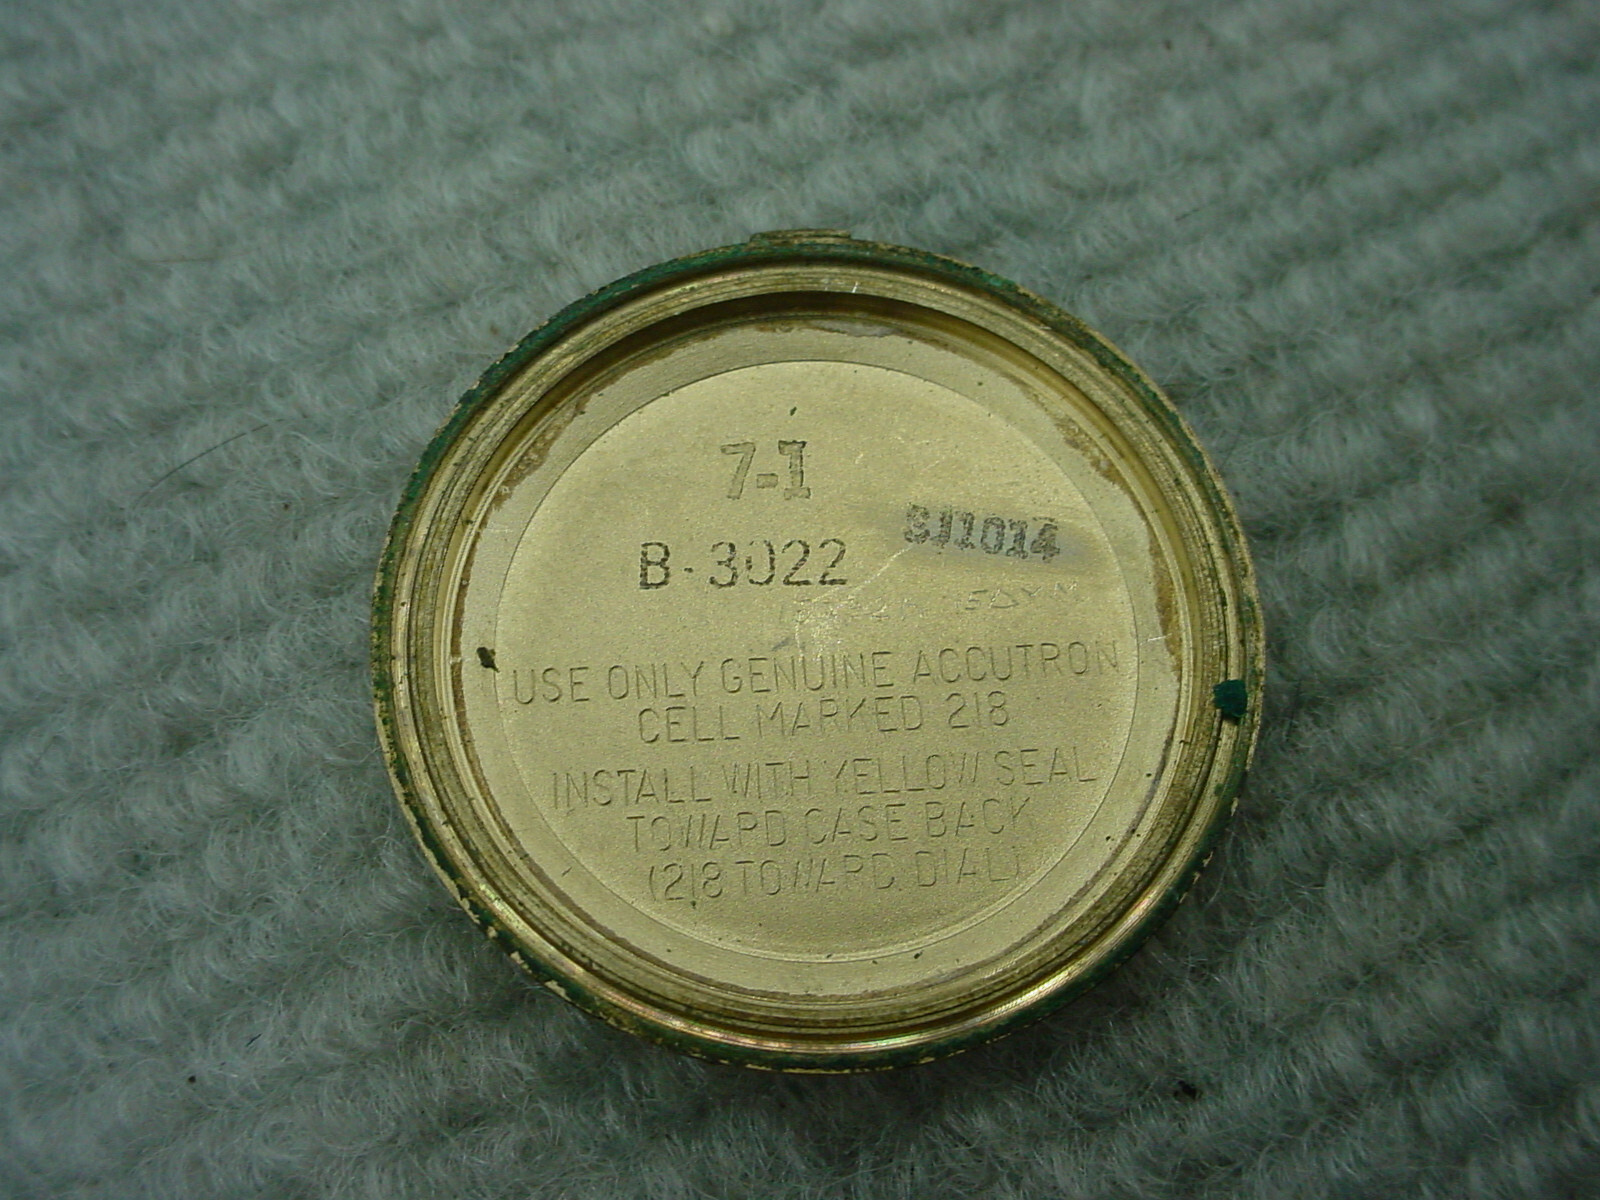 7-1
B-3022
USE ONLY GENUINE ACCUTRON
CELL MARKED 218
INSTALL WITH YELLOW SEAL
TOWARD CASE BACK
(218 TOWARD DIAL)